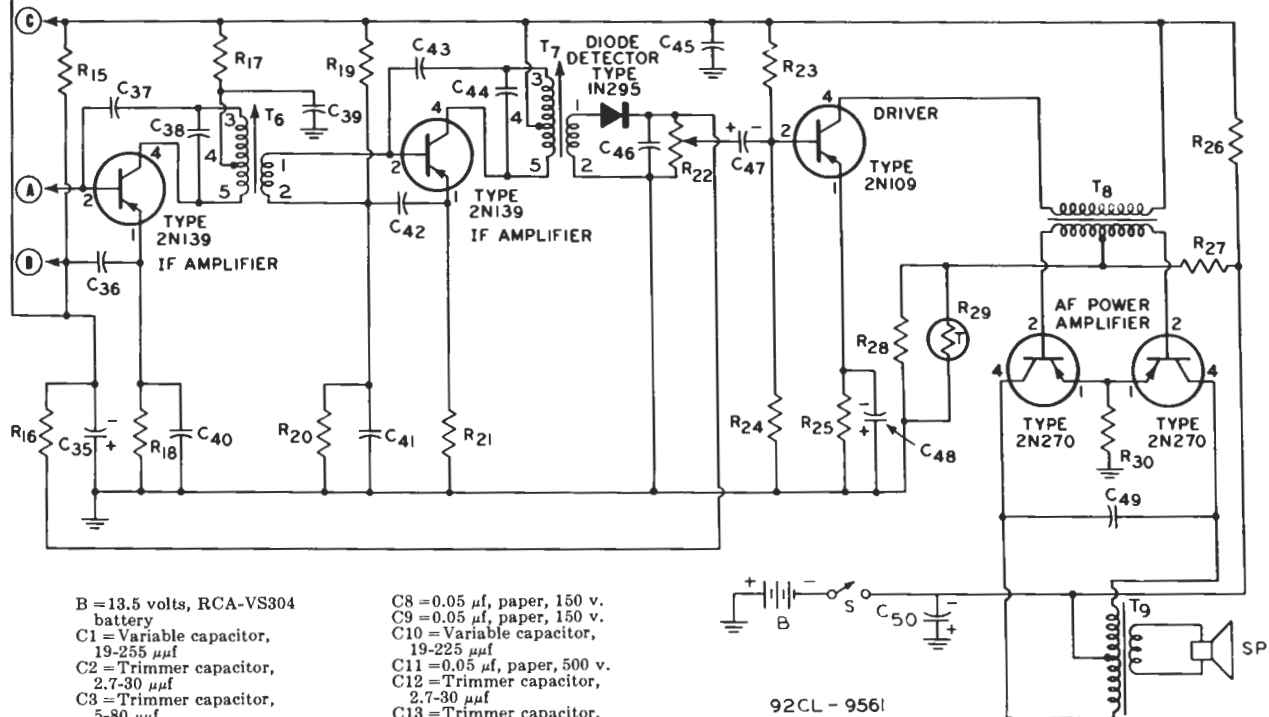 C
R15
C37
R17
C38
T6
C39
3
4
5
1
2
A
2
4
1
TYPE
2N139
IF AMPLIFIER
D
C36
R19
C43
C44
T7
3
4
5
1
2
DIODE
DETECTOR
TYPE
1N295
2
4
1
C42
TYPE
2N139
IF AMPLIFIER
C46
R22
C45
R23
+ -
C47
2
4
1
DRIVER
TYPE
2N109
R26
T8
R27
AF POWER
AMPLIFIER
R28
R29
T
2
4
1
2
4
1
TYPE
2N270
TYPE
2N270
R30
R16
C35
-
+
R18
C40
R20
C41
R21
R24
R25
-
+
C48
C49
+ -
B
S
C50
-
+
T9
SP
B = 13.5 volts, RCA-VS304
battery
C1 = Variable capacitor,
19-255 μμf
C2 = Trimmer capacitor,
2.7-30 μμf
C3 = Trimmer capacitor,
5-80 μμf
C8 = 0.05 μf, paper, 150 v.
C9 = 0.05 μf, paper, 150 v.
C10 = Variable capacitor,
19-225 μμf
C11 = 0.05 μf, paper, 500 v.
C12 = Trimmer capacitor,
2.7-30 μμf
C13 = Trimmer capacitor,
92CL-9561